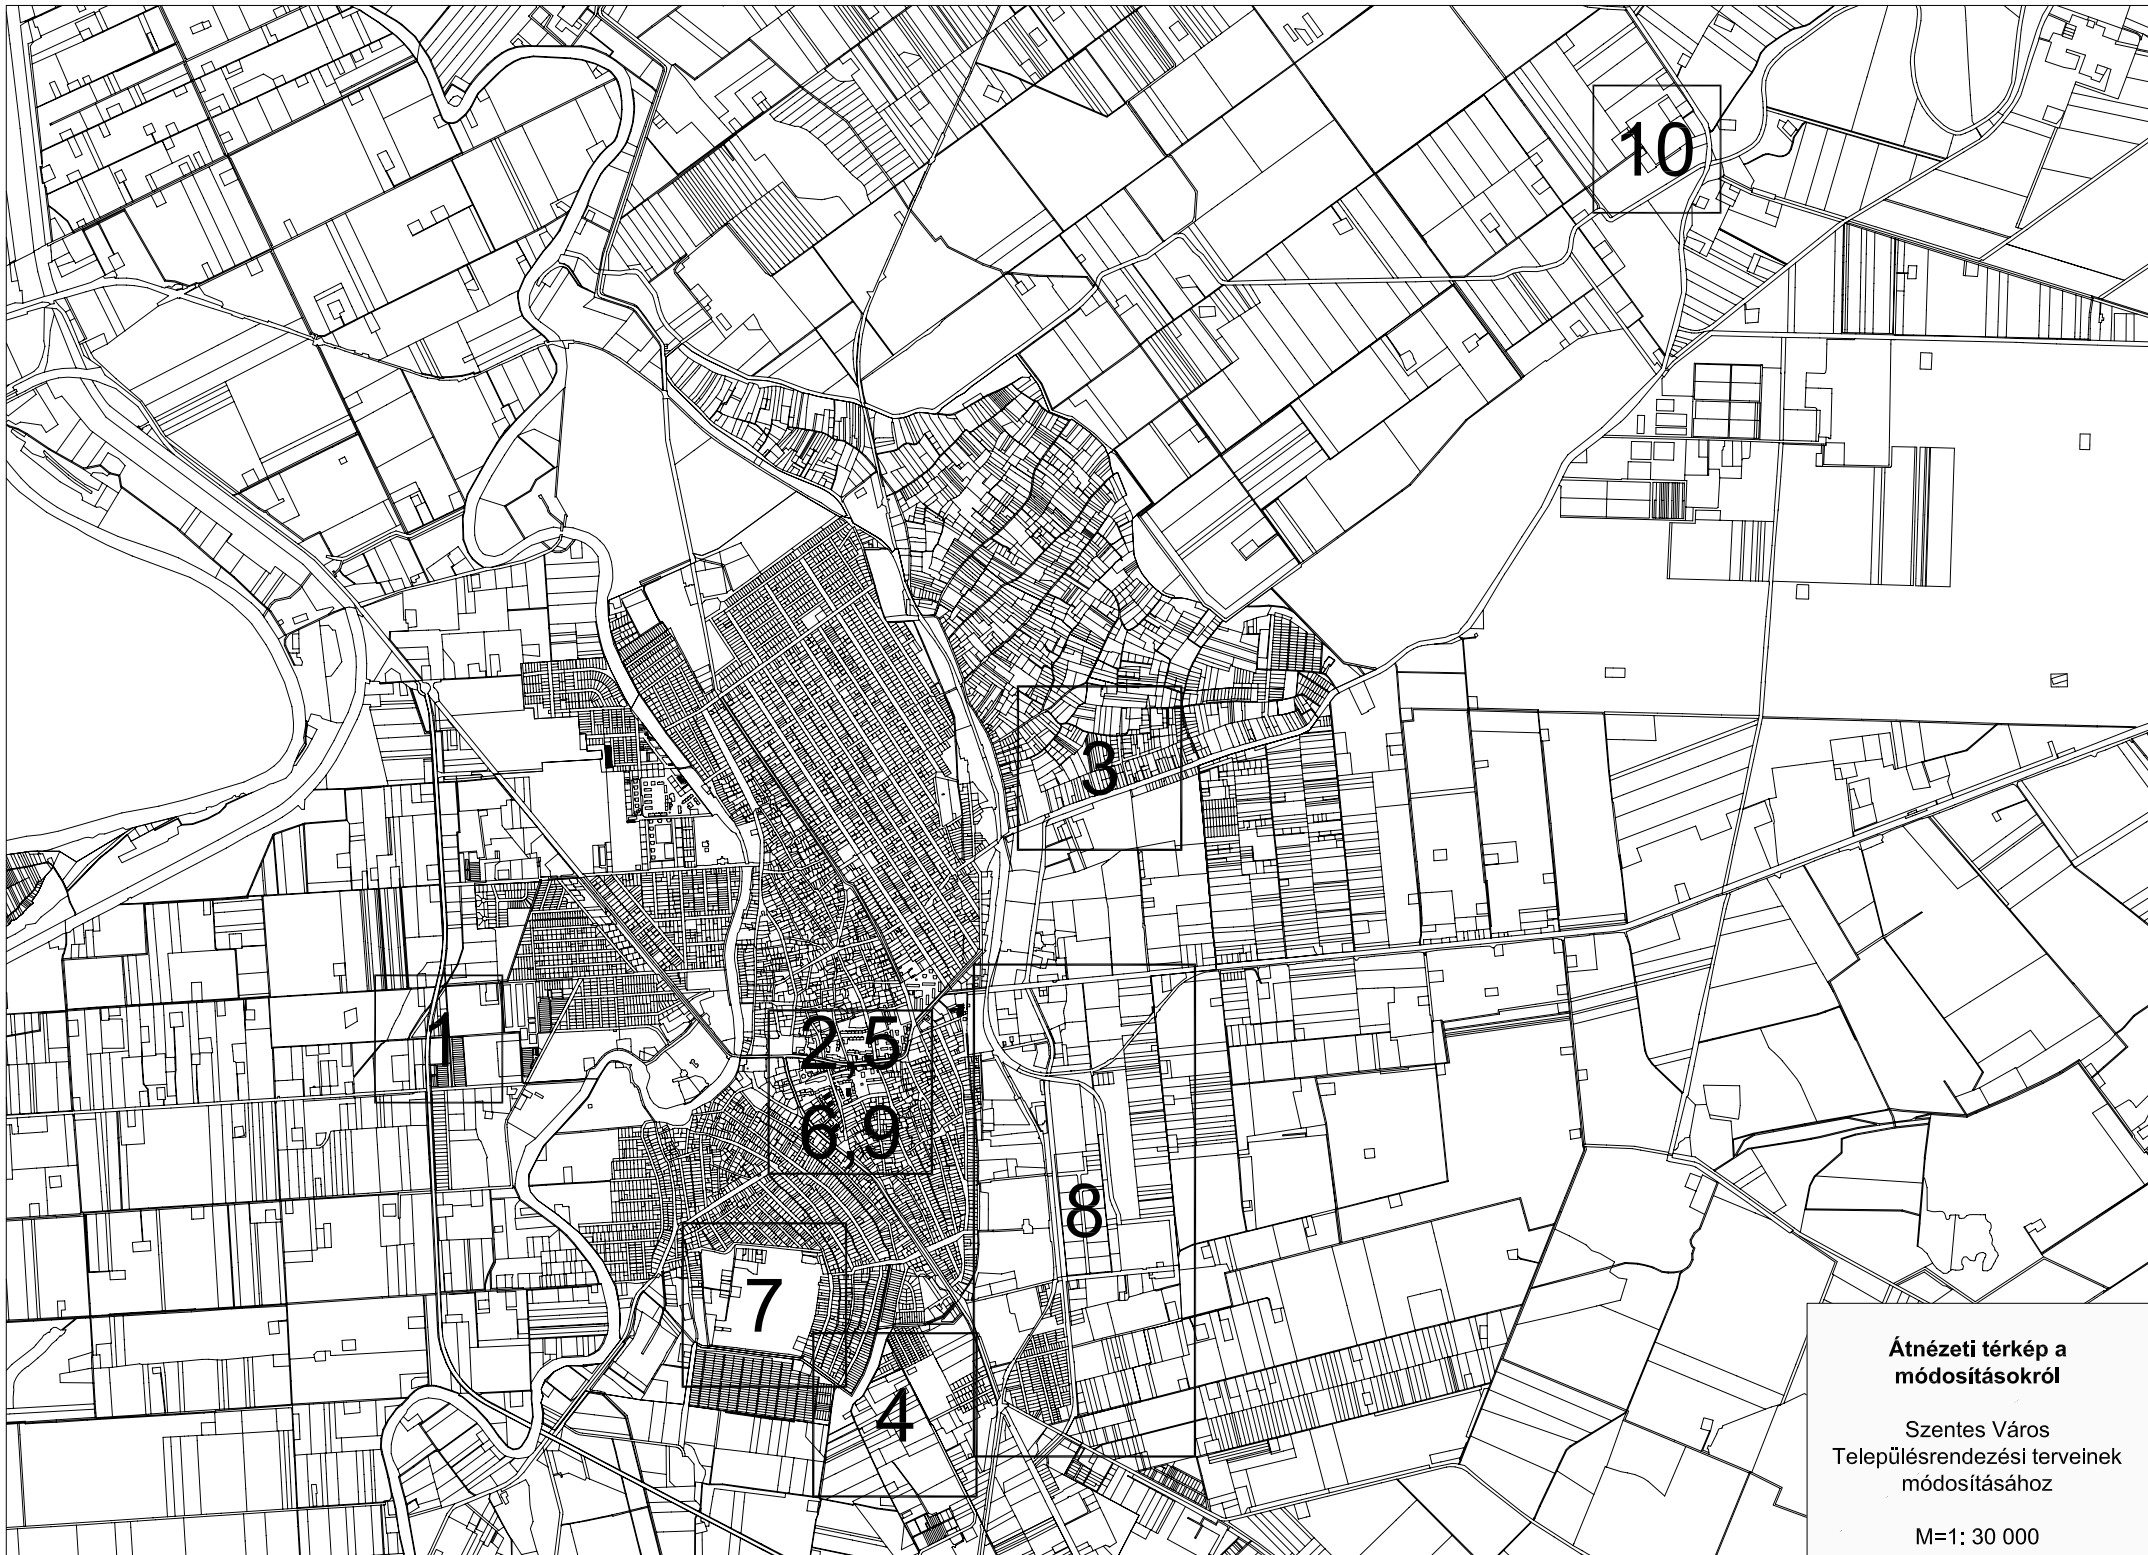 10
3
1
2,5
6,9
8
7
4
Átnézeti térkép a
módosításokról
Szentes Város
Településrendezési terveinek
módosításához
M=1: 30 000